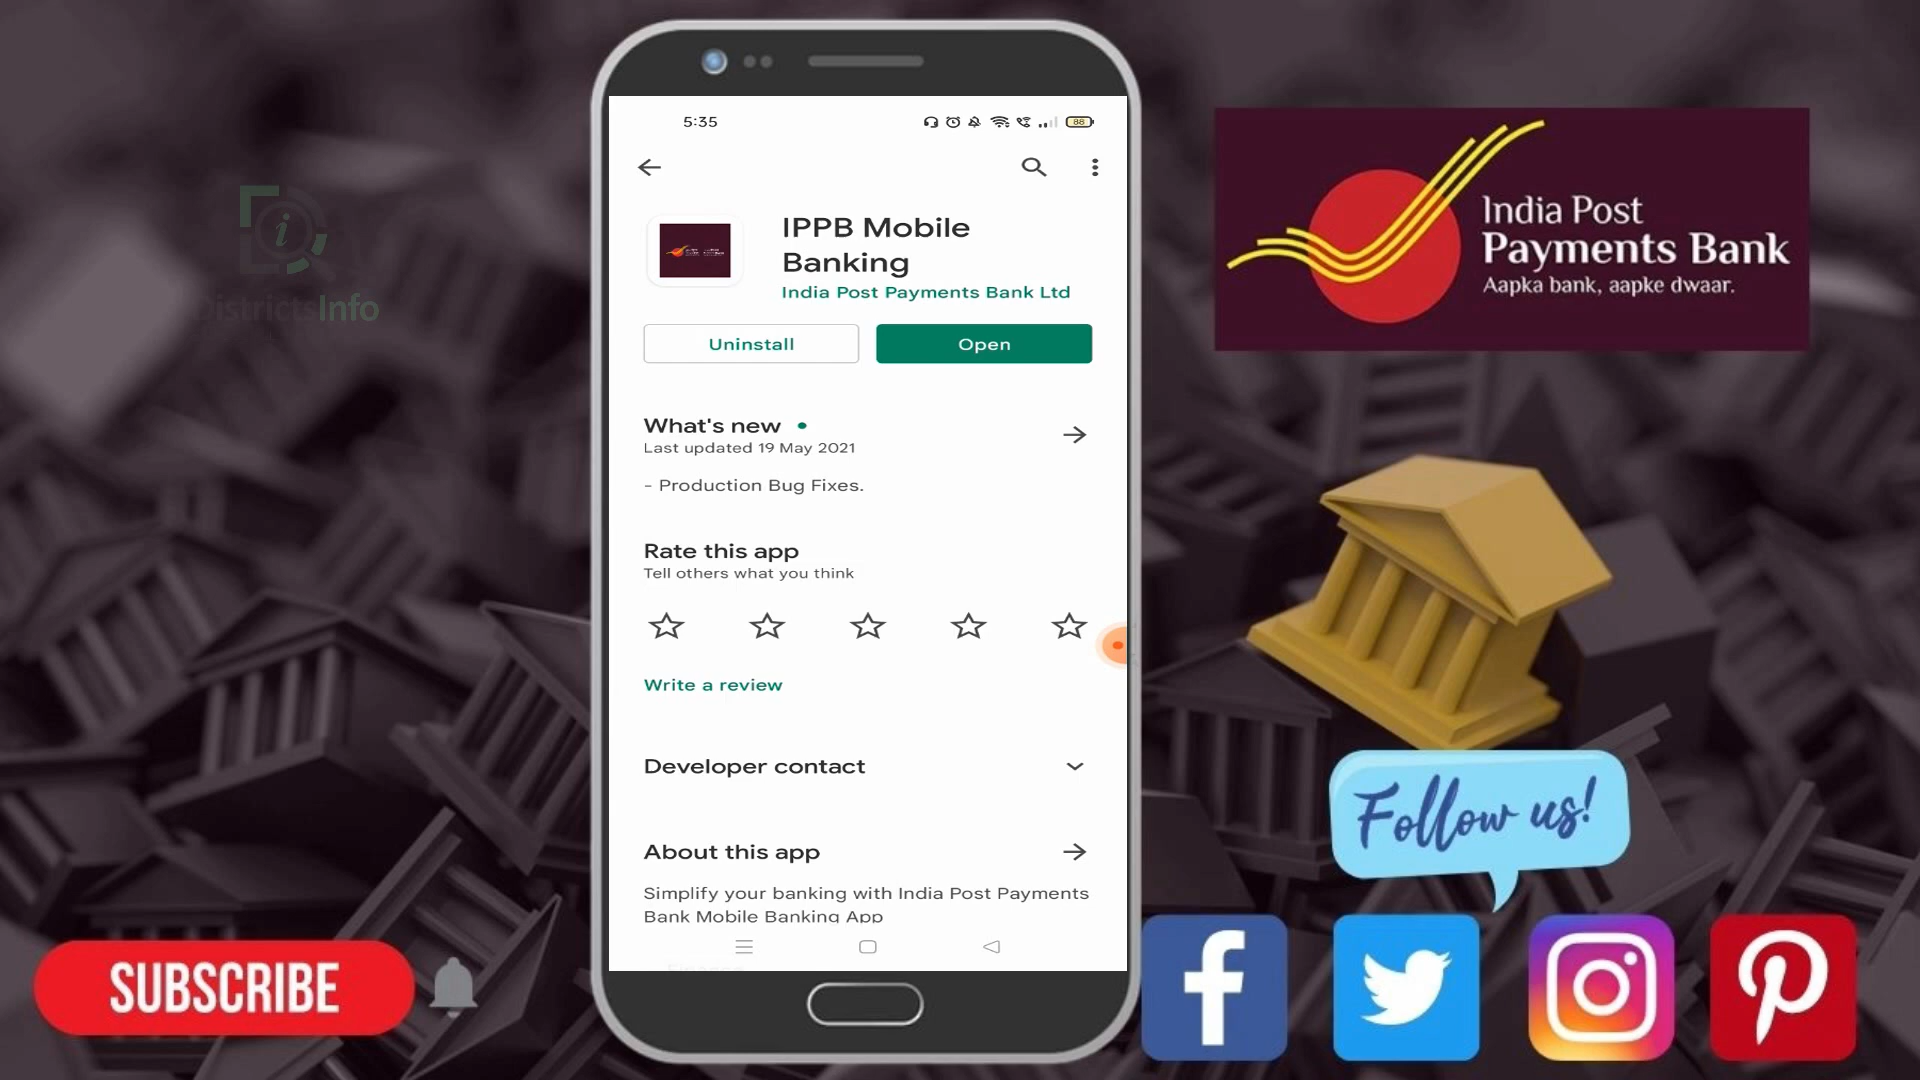 5:35
88
IPPB Mobile
Banking
India Post Payments Bank Ltd
Uninstall
Open
What's new
Last updated 19 May 2021
- Production Bug Fixes.
Rate this app
Tell others what you think
Write a review
Developer contact
About this app
Simplify your banking with India Post Payments
Bank Mobile Banking App
India Post
Payments Bank
Aapka bank, aapke dwaar.
i
DistrictsInfo
Follow us!
SUBSCRIBE